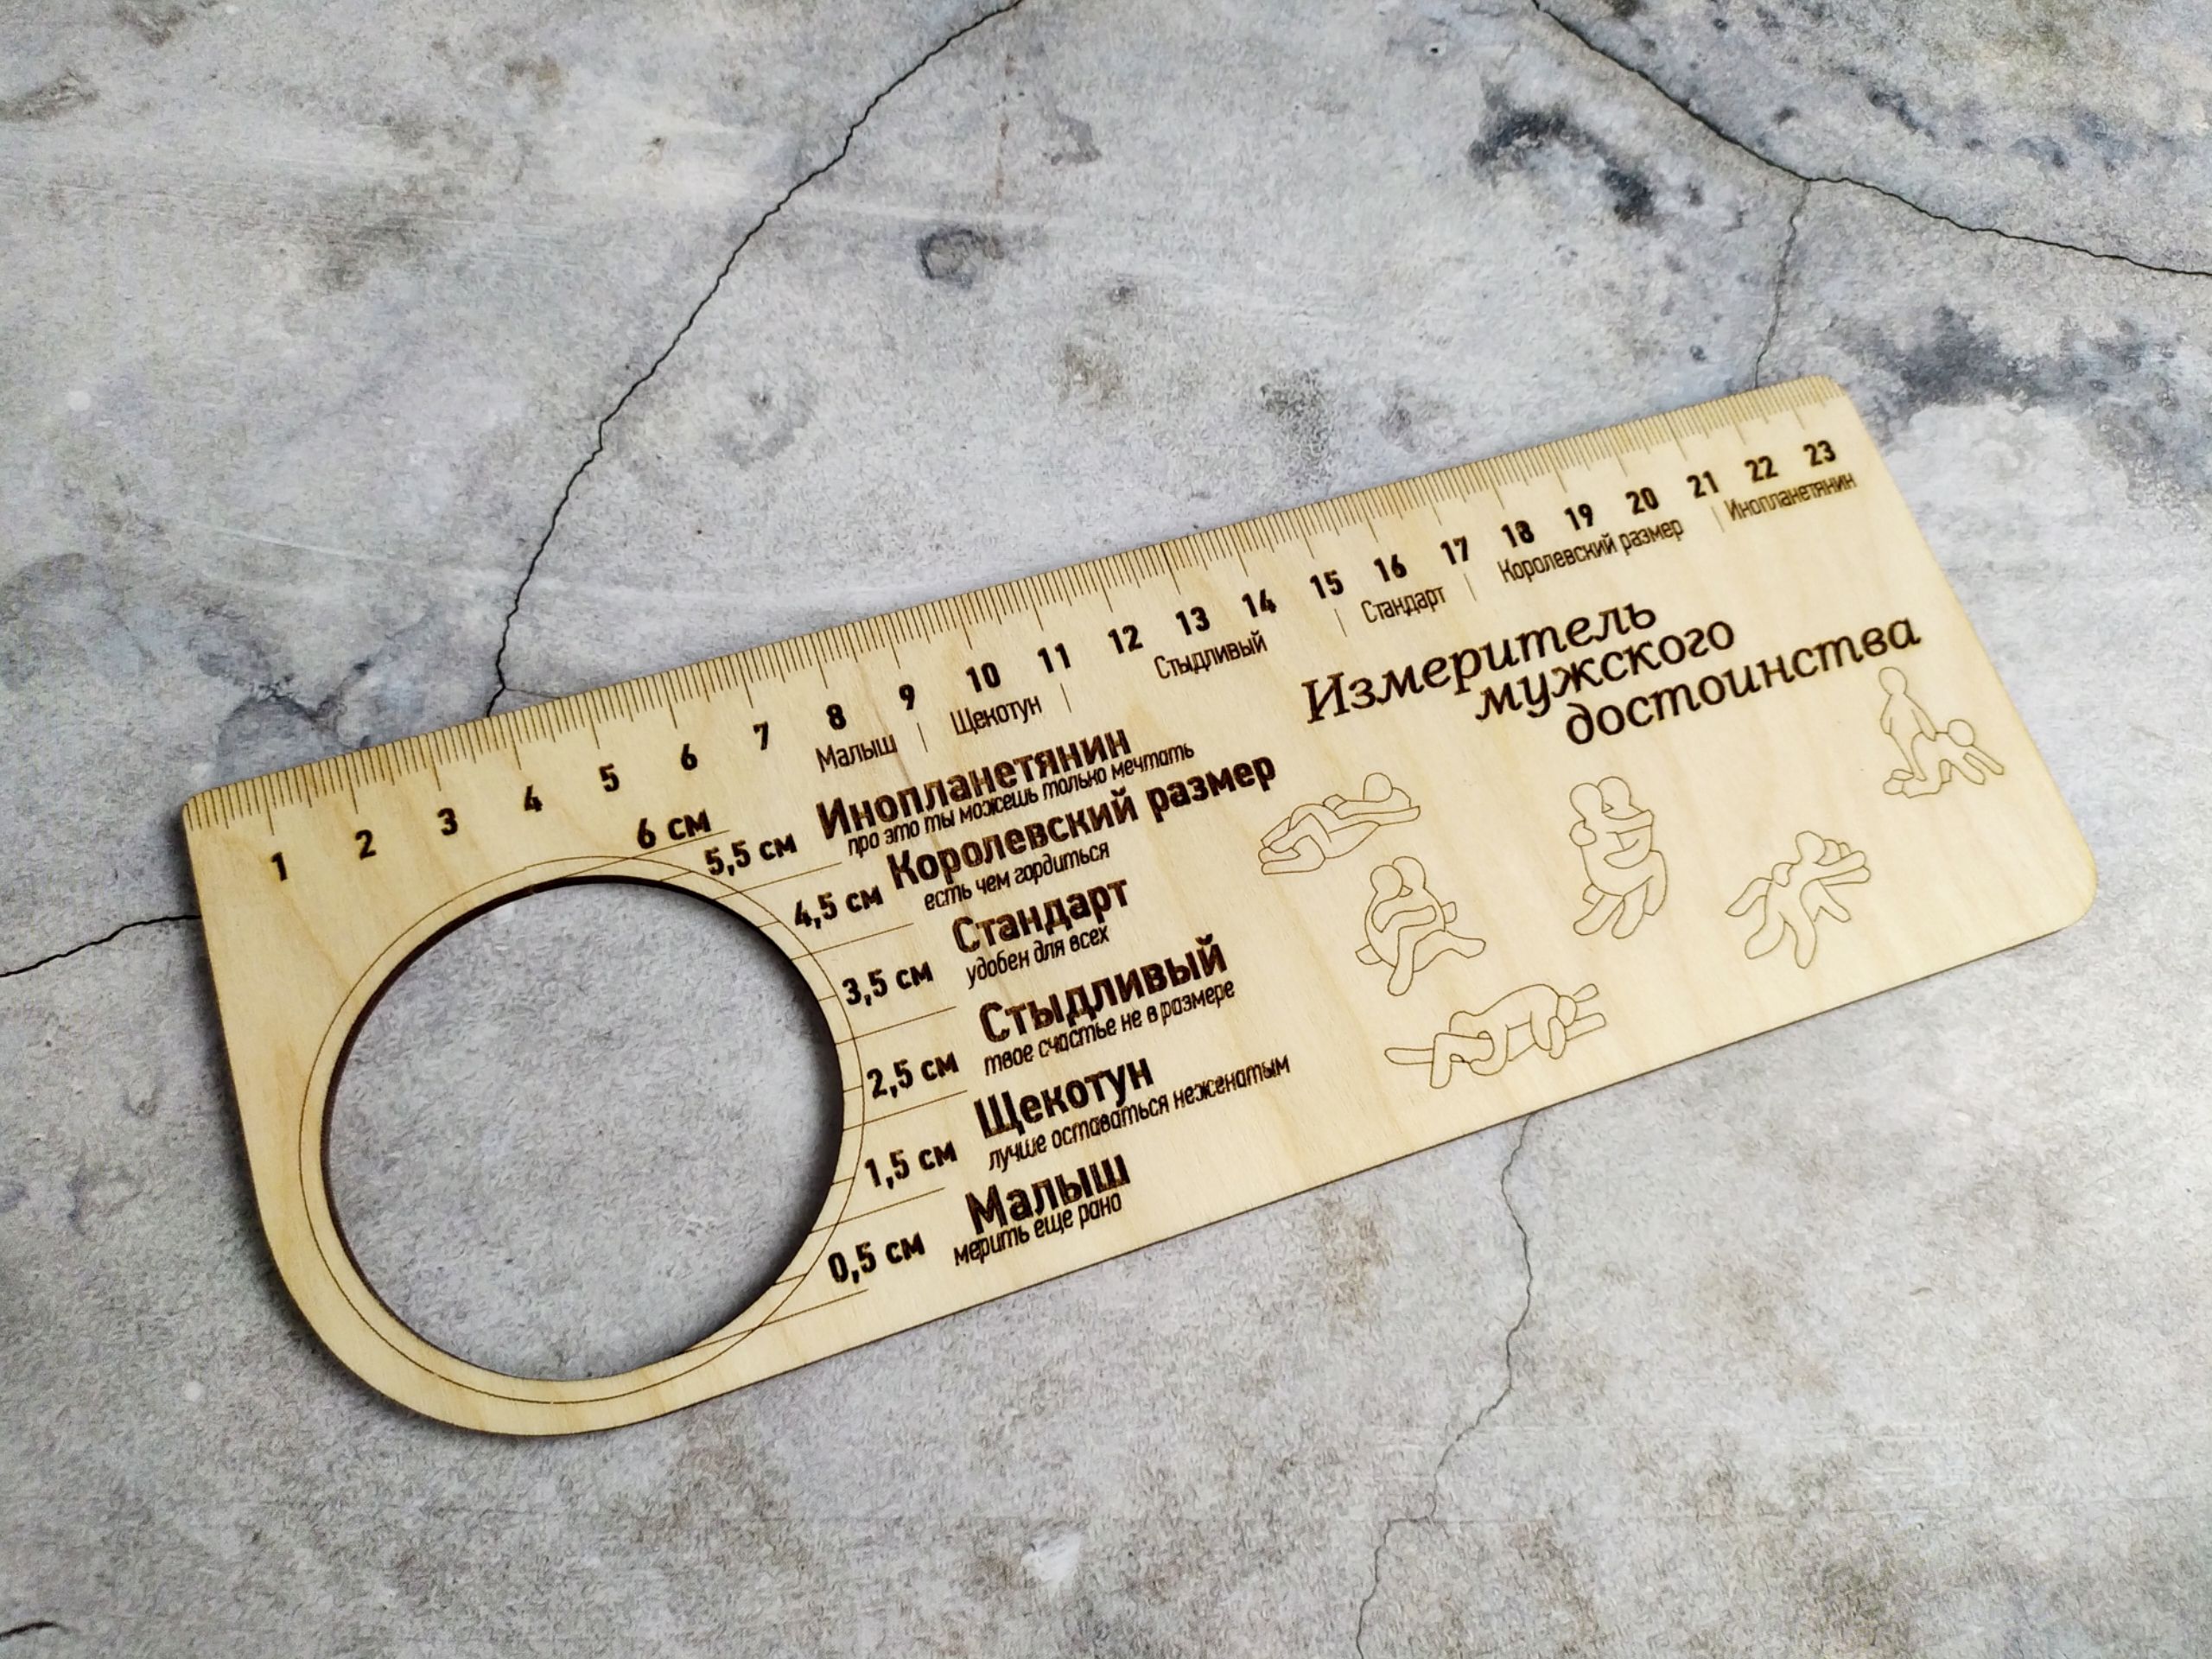 1 2 3 4 5 6 7 8 9 10 11 12 13 14 15 16 17 18 19 20 21 22 23
Малыш | Щекотун | Стыдливый | Стандарт | Королевский размер | Инопланетянин
Измеритель
мужского
достоинства
6 см
Инопланетянин
про это ты можешь только мечтать
5,5 см
Королевский размер
есть чем гордиться
4,5 см
Стандарт
удобен для всех
3,5 см
Стыдливый
твое счастье не в размере
2,5 см
Щекотун
лучше оставаться неженатым
1,5 см
Малыш
мерить еще рано
0,5 см